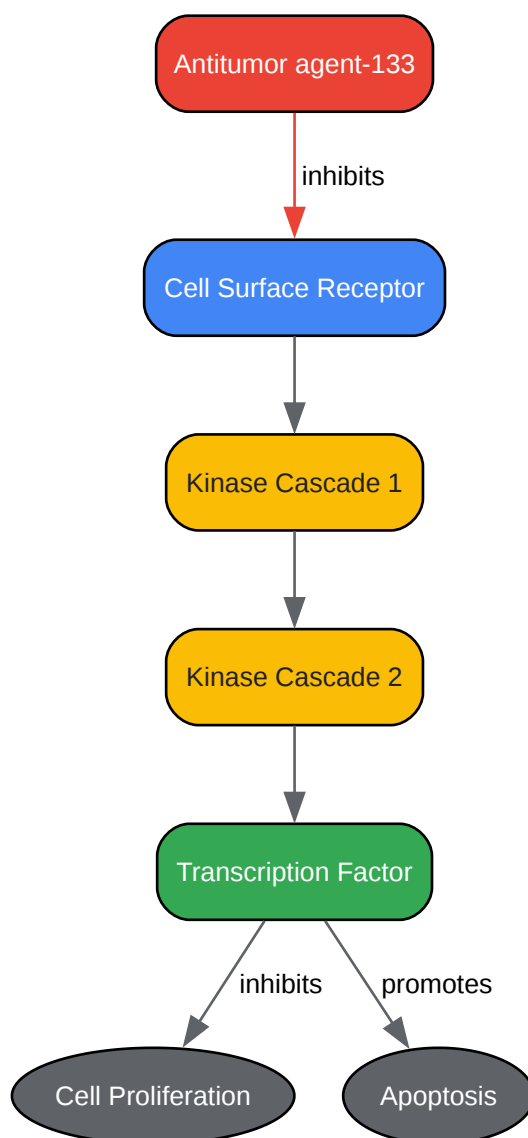 Antitumor agent-133
inhibits
Cell Surface Receptor
Kinase Cascade 1
Kinase Cascade 2
Transcription Factor
inhibits
promotes
Cell Proliferation
Apoptosis